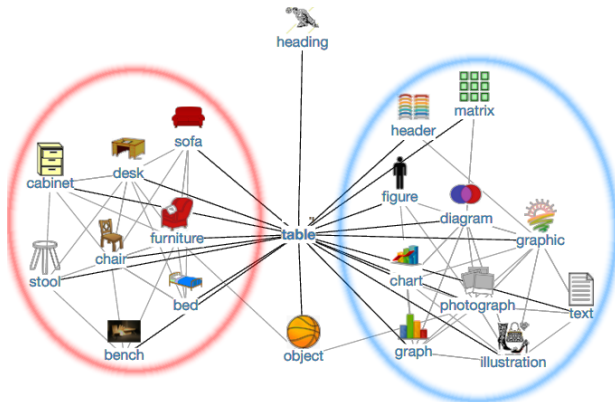 heading
sofa
desk
cabinet
furniture
chair
stool
bed
bench
table
object
matrix
header
figure
diagram
graphic
chart
photograph
text
graph
illustration